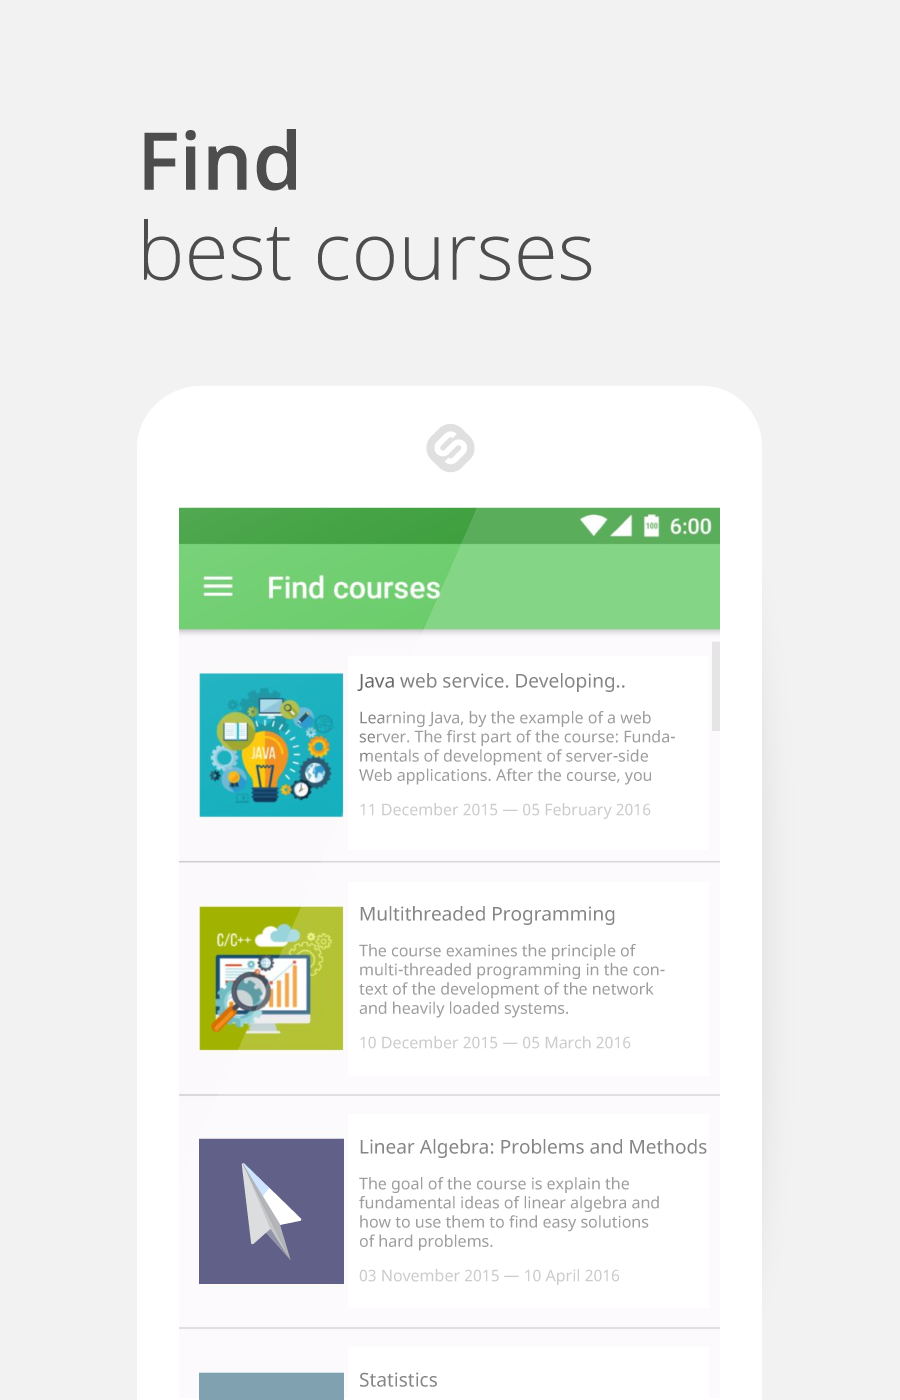 Find
best courses
100 6:00
Find courses
JAVA
Java web service. Developing..
Learning Java, by the example of a web
server. The first part of the course: Funda-
mentals of development of server-side
Web applications. After the course, you
11 December 2015 — 05 February 2016
C/C++
Multithreaded Programming
The course examines the principle of
multi-threaded programming in the con-
text of the development of the network
and heavily loaded systems.
10 December 2015 — 05 March 2016
Linear Algebra: Problems and Methods
The goal of the course is explain the
fundamental ideas of linear algebra and
how to use them to find easy solutions
of hard problems.
03 November 2015 — 10 April 2016
Statistics